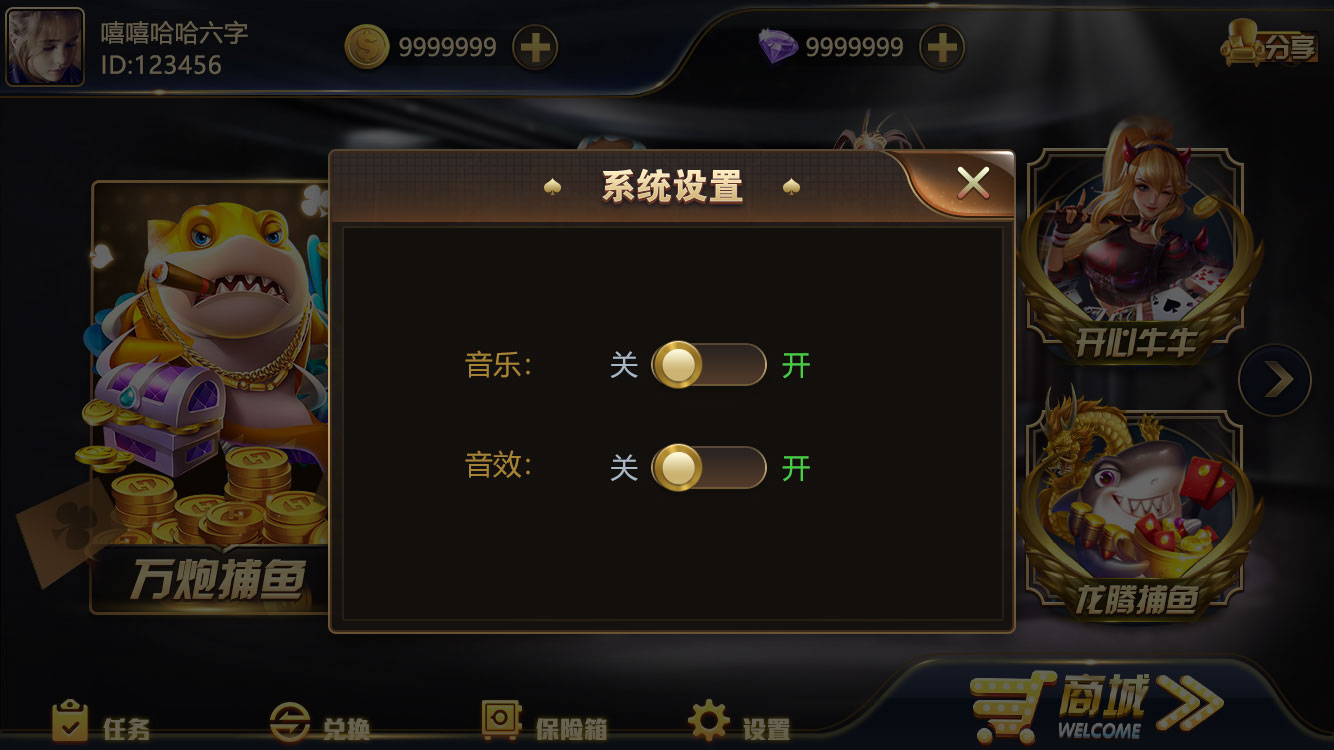 嘻嘻哈哈六字
ID:123456
9999999
9999999
分享
系统设置
音乐:
关
开
音效:
关
开
万炮捕鱼
开心牛牛
龙腾捕鱼
任务
兑换
保险箱
设置
商城
WELCOME